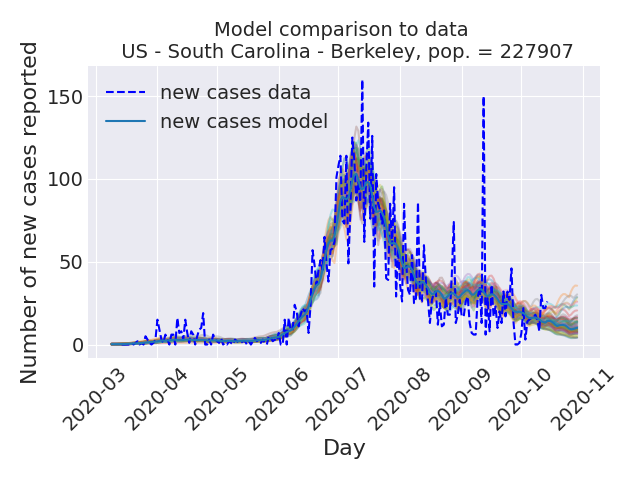 Model comparison to data
US - South Carolina - Berkeley, pop. = 227907
Number of new cases reported
150
100
50
0
new cases data
new cases model
2020-03
2020-04
2020-05
2020-06
2020-07
2020-08
2020-09
2020-10
2020-11
Day